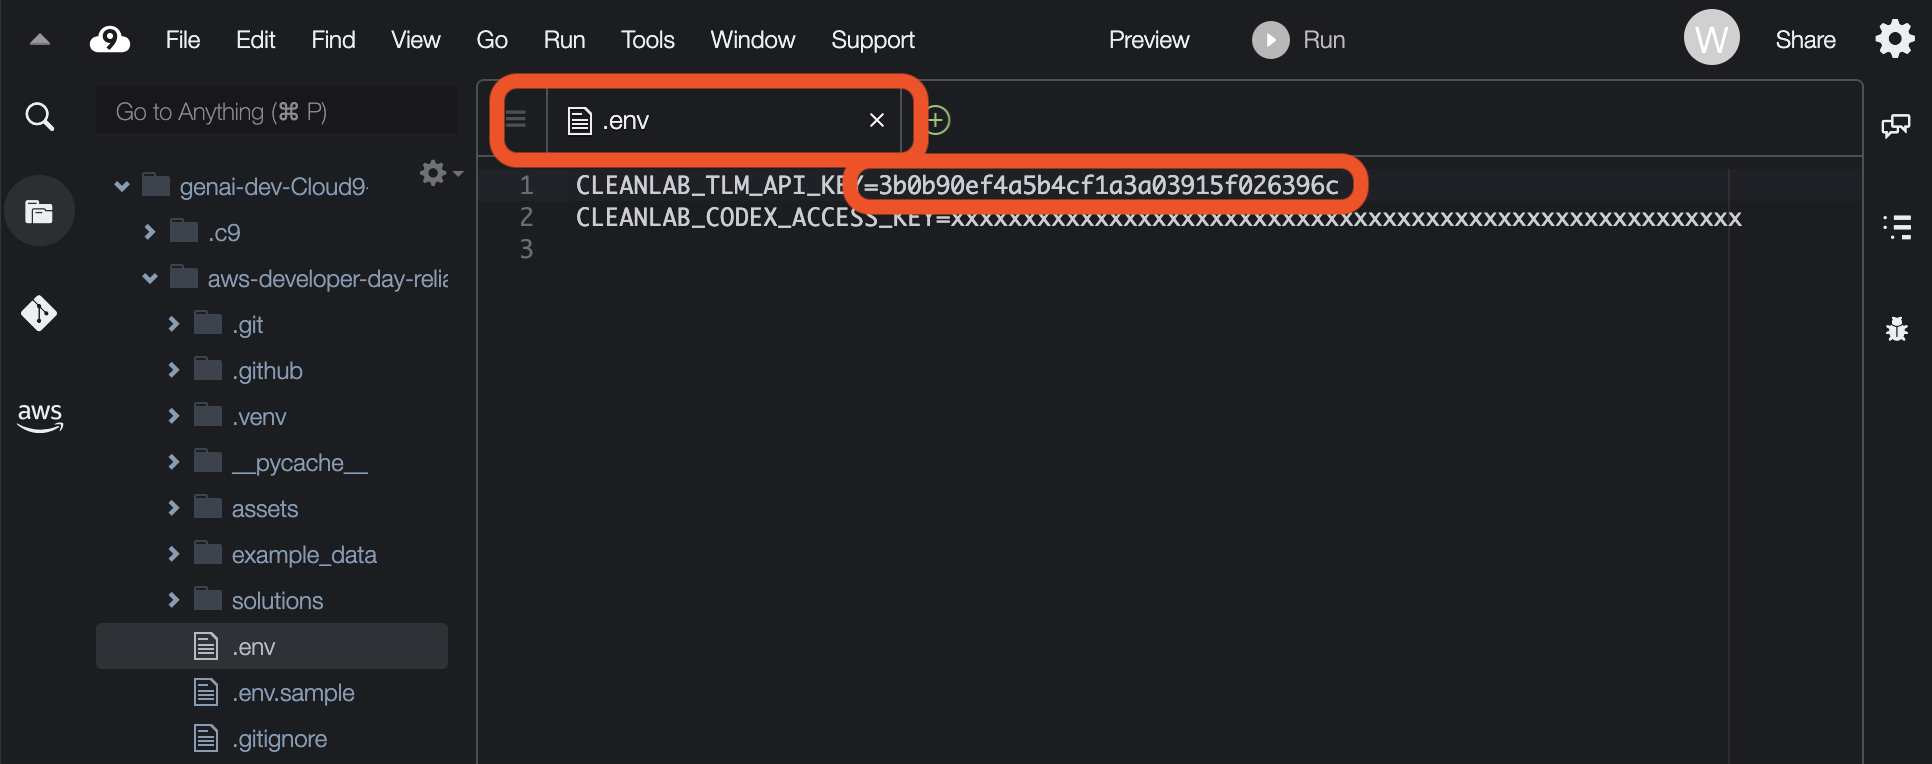 9 File Edit Find View Go Run Tools Window Support Preview Run W Share
Go to Anything (⌘ P)
.env
genai-dev-Cloud9-
.c9
aws-developer-day-relia
.git
.github
.venv
__pycache__
assets
example_data
solutions
.env
.env.sample
.gitignore
aws
1 CLEANLAB_TLM_API_KEY=3b0b90ef4a5b4cf1a3a03915f026396c
2 CLEANLAB_CODEX_ACCESS_KEY=xxxxxxxxxxxxxxxxxxxxxxxxxxxxxxxxxxxxxxxxxxxxxxxxxxxxxxx
3